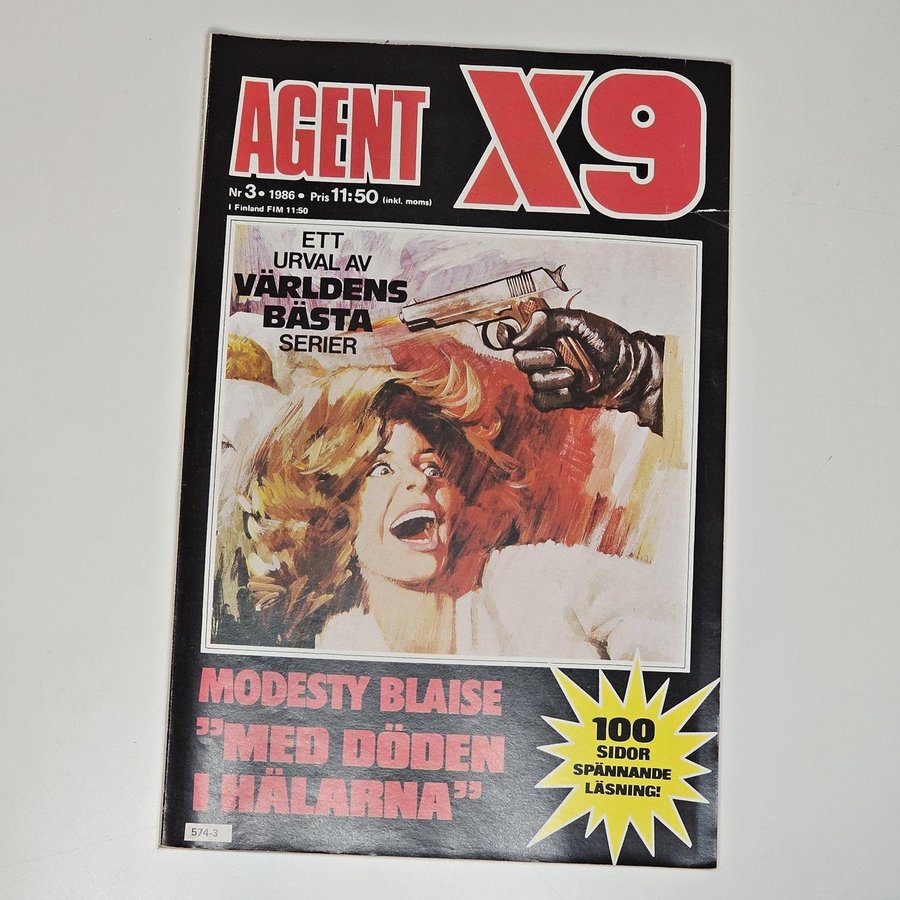 AGENT X9
Nr 3 • 1986 • Pris 11:50 (inkl. moms)
I Finland FIM 11:50
ETT
URVAL AV
VÄRLDENS
BÄSTA
SERIER
MODESTY BLAISE
”MED DÖDEN
I HÄLARNA”
100
SIDOR
SPÄNNANDE
LÄSNING!
574-3